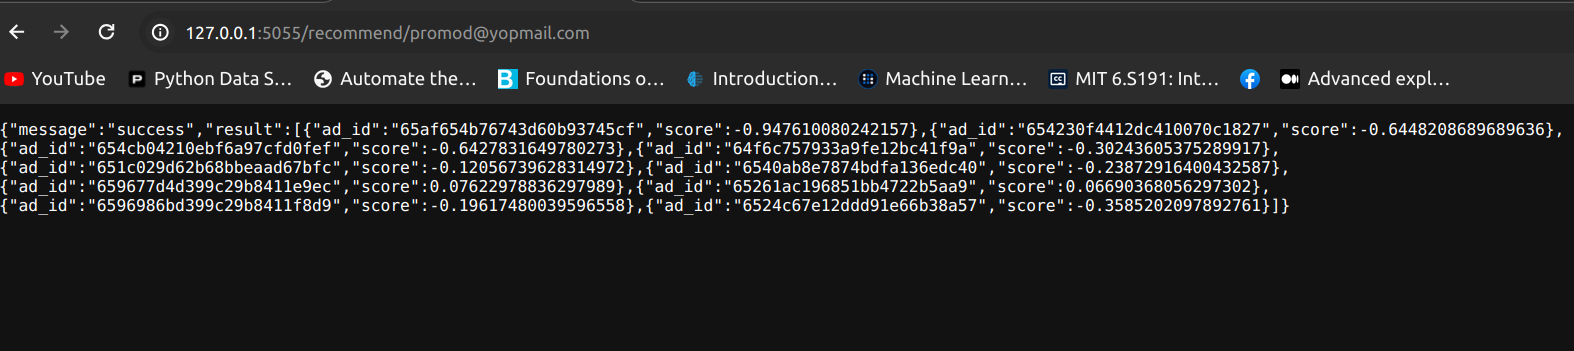 127.0.0.1:5055/recommend/promod@yopmail.com
YouTube Python Data S... Automate the... Foundations o... Introduction... Machine Learn... MIT 6.S191: Int... Advanced expl...
{"message":"success","result":[{"ad_id":"65af654b76743d60b93745cf","score":-0.947610080242157},{"ad_id":"654230f4412dc410070c1827","score":-0.6448208689689636},
{"ad_id":"654cb04210ebf6a97cfd0fef","score":-0.6427831649780273},{"ad_id":"64f6c757933a9fe12bc41f9a","score":-0.30243605375289917},
{"ad_id":"651c029d62b68bbeaad67bfc","score":-0.12056739628314972},{"ad_id":"6540ab8e7874bdfa136edc40","score":-0.23872916400432587},
{"ad_id":"659677d4d399c29b8411e9ec","score":0.07622978836297989},{"ad_id":"65261ac196851bb4722b5aa9","score":0.06690368056297302},
{"ad_id":"6596986bd399c29b8411f8d9","score":-0.19617480039596558},{"ad_id":"6524c67e12ddd91e66b38a57","score":-0.3585202097892761}]}